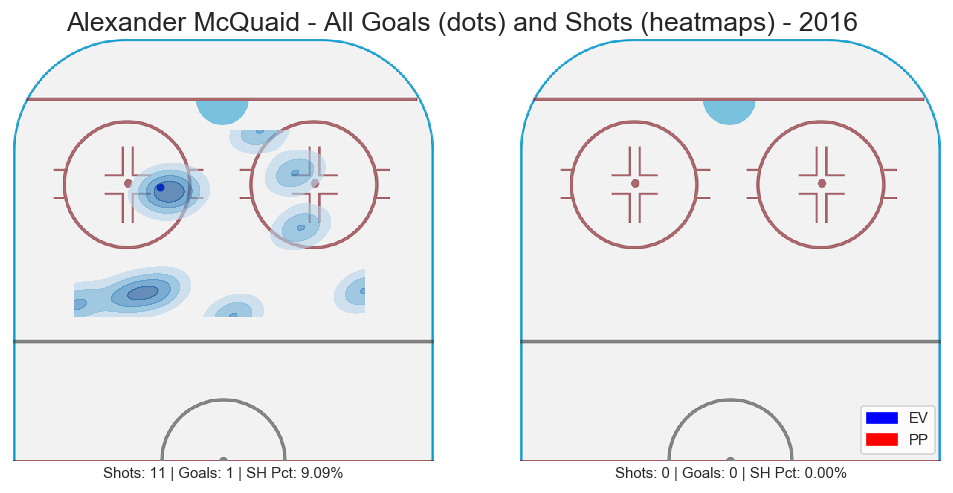 Alexander McQuaid - All Goals (dots) and Shots (heatmaps) - 2016
EV
PP
Shots: 11 | Goals: 1 | SH Pct: 9.09%
Shots: 0 | Goals: 0 | SH Pct: 0.00%